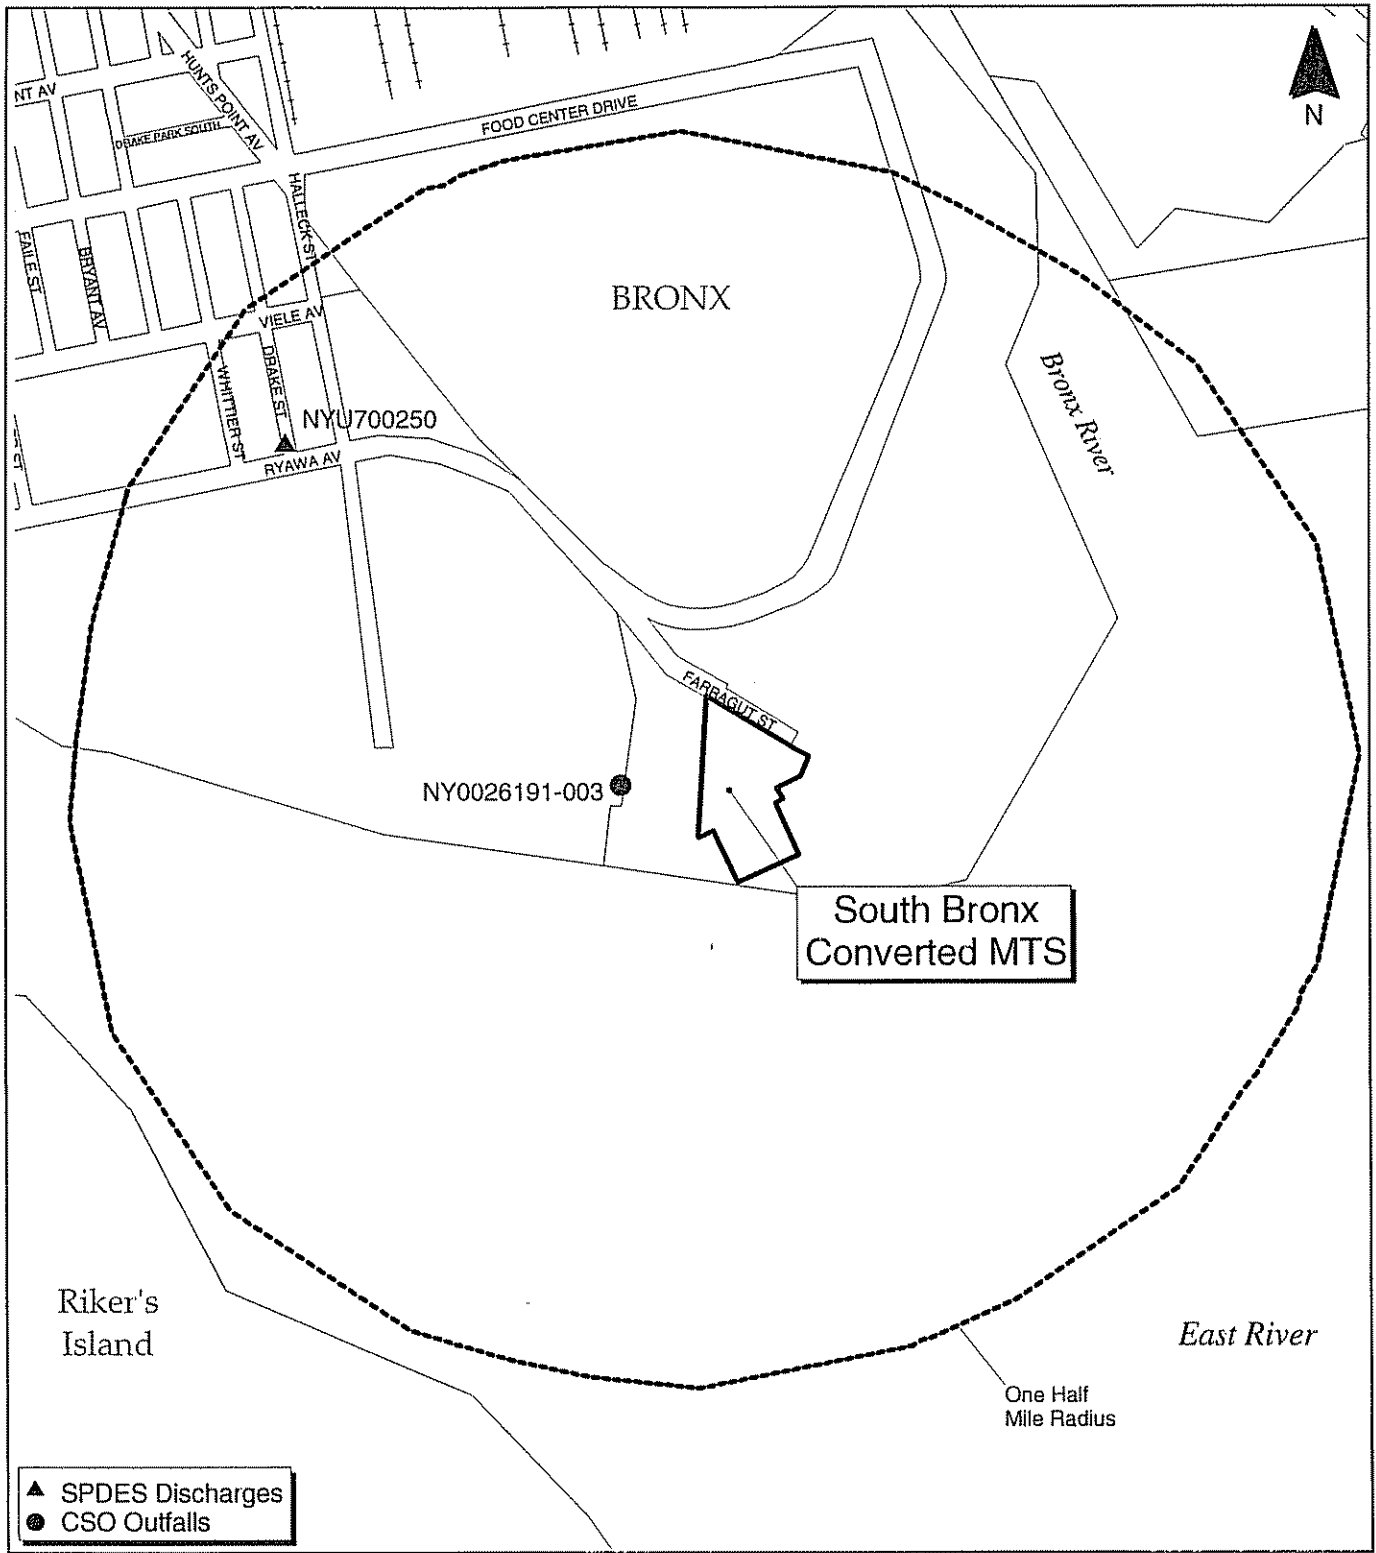 NT AV
HUNTS POINT AV
DRAKE PARK SOUTH
FOOD CENTER DRIVE
N
HALLECK ST
FAILE ST
BRYANT AV
BRONX
VIELE AV
DRAKE ST
WHITTIER ST
Bronx River
NYU700250
RYAWA AV
FARRAGUT ST
NY0026191-003
South Bronx
Converted MTS
Riker's
Island
East River
One Half
Mile Radius
SPDES Discharges
CSO Outfalls